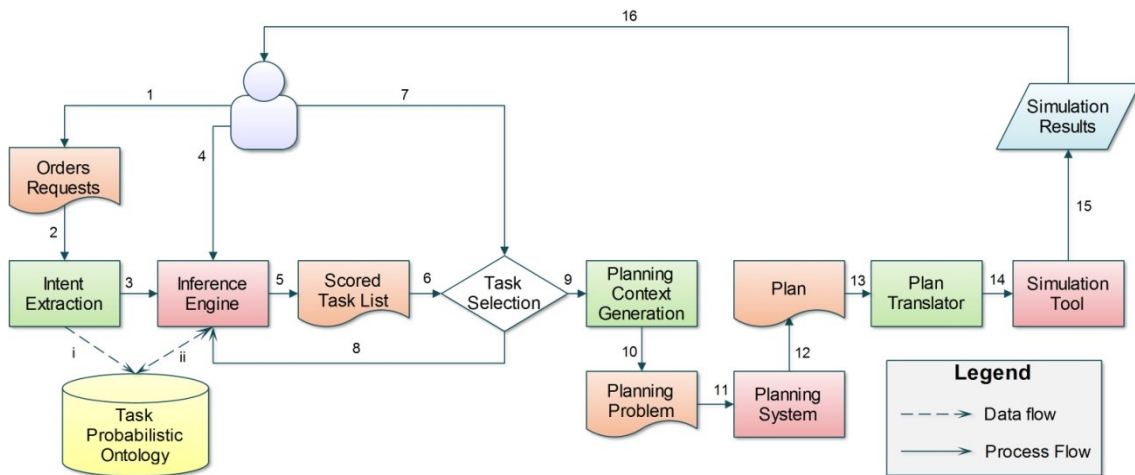 16
1
7
4
Orders
Requests
2
Intent
Extraction
3
Inference
Engine
5
Scored
Task List
6
Task
Selection
9
Planning
Context
Generation
Plan
13
Plan
Translator
14
Simulation
Tool
15
Simulation
Results
i
ii
8
10
12
Task
Probabilistic
Ontology
Planning
Problem
11
Planning
System
Legend
Data flow
Process Flow